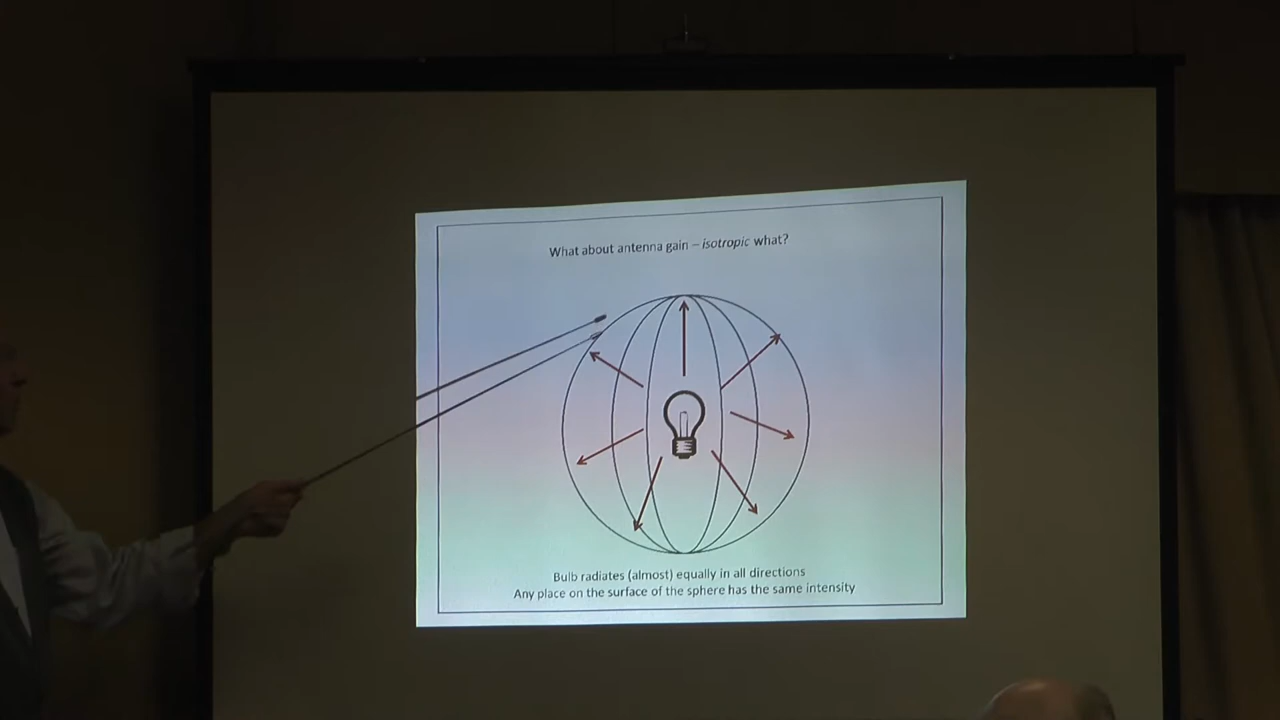 What about antenna gain – isotropic what?
Bulb radiates (almost) equally in all directions
Any place on the surface of the sphere has the same intensity